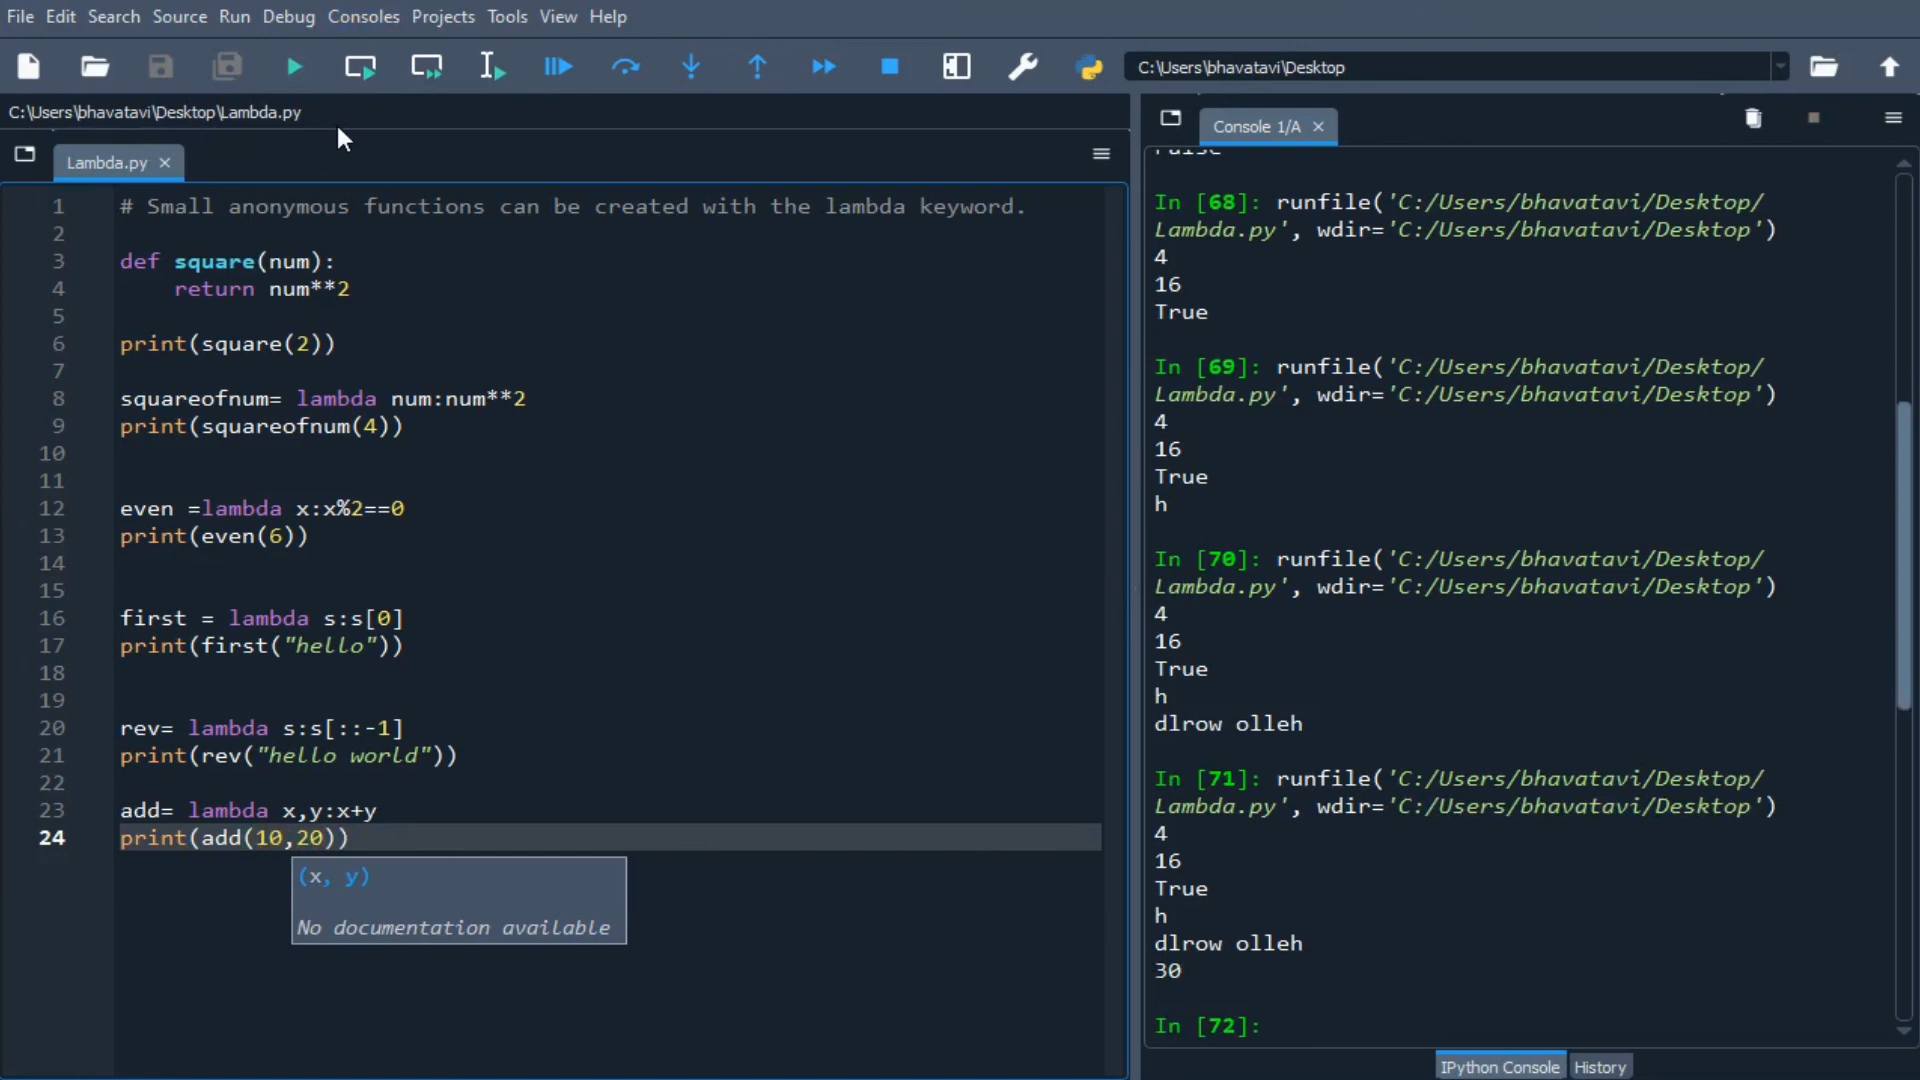 File Edit Search Source Run Debug Consoles Projects Tools View Help
C:\Users\bhavatavi\Desktop
C:\Users\bhavatavi\Desktop\Lambda.py
Lambda.py
1 # Small anonymous functions can be created with the lambda keyword.
2
3 def square(num):
4     return num**2
5
6 print(square(2))
7
8 squareofnum= lambda num:num**2
9 print(squareofnum(4))
10
11
12 even =lambda x:x%2==0
13 print(even(6))
14
15
16 first = lambda s:s[0]
17 print(first("hello"))
18
19
20 rev= lambda s:s[::-1]
21 print(rev("hello world"))
22
23 add= lambda x,y:x+y
24 print(add(10,20))
(x, y)
No documentation available
Console 1/A
False
In [68]: runfile('C:/Users/bhavatavi/Desktop/
Lambda.py', wdir='C:/Users/bhavatavi/Desktop')
4
16
True
In [69]: runfile('C:/Users/bhavatavi/Desktop/
Lambda.py', wdir='C:/Users/bhavatavi/Desktop')
4
16
True
h
In [70]: runfile('C:/Users/bhavatavi/Desktop/
Lambda.py', wdir='C:/Users/bhavatavi/Desktop')
4
16
True
h
dlrow olleh
In [71]: runfile('C:/Users/bhavatavi/Desktop/
Lambda.py', wdir='C:/Users/bhavatavi/Desktop')
4
16
True
h
dlrow olleh
30
In [72]:
IPython Console History